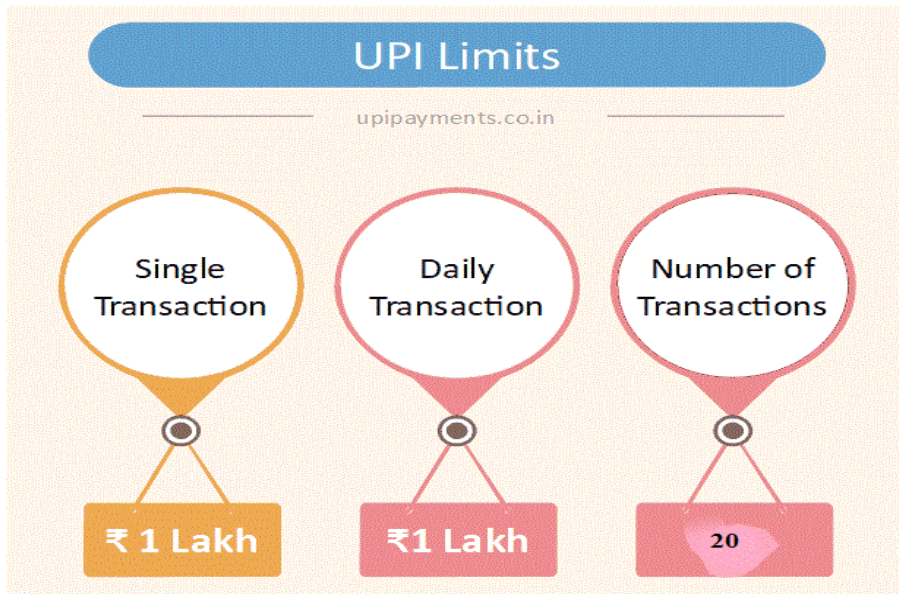 UPI Limits
upipayments.co.in
Single
Transaction
Daily
Transaction
Number of
Transactions
₹ 1 Lakh
₹1 Lakh
20